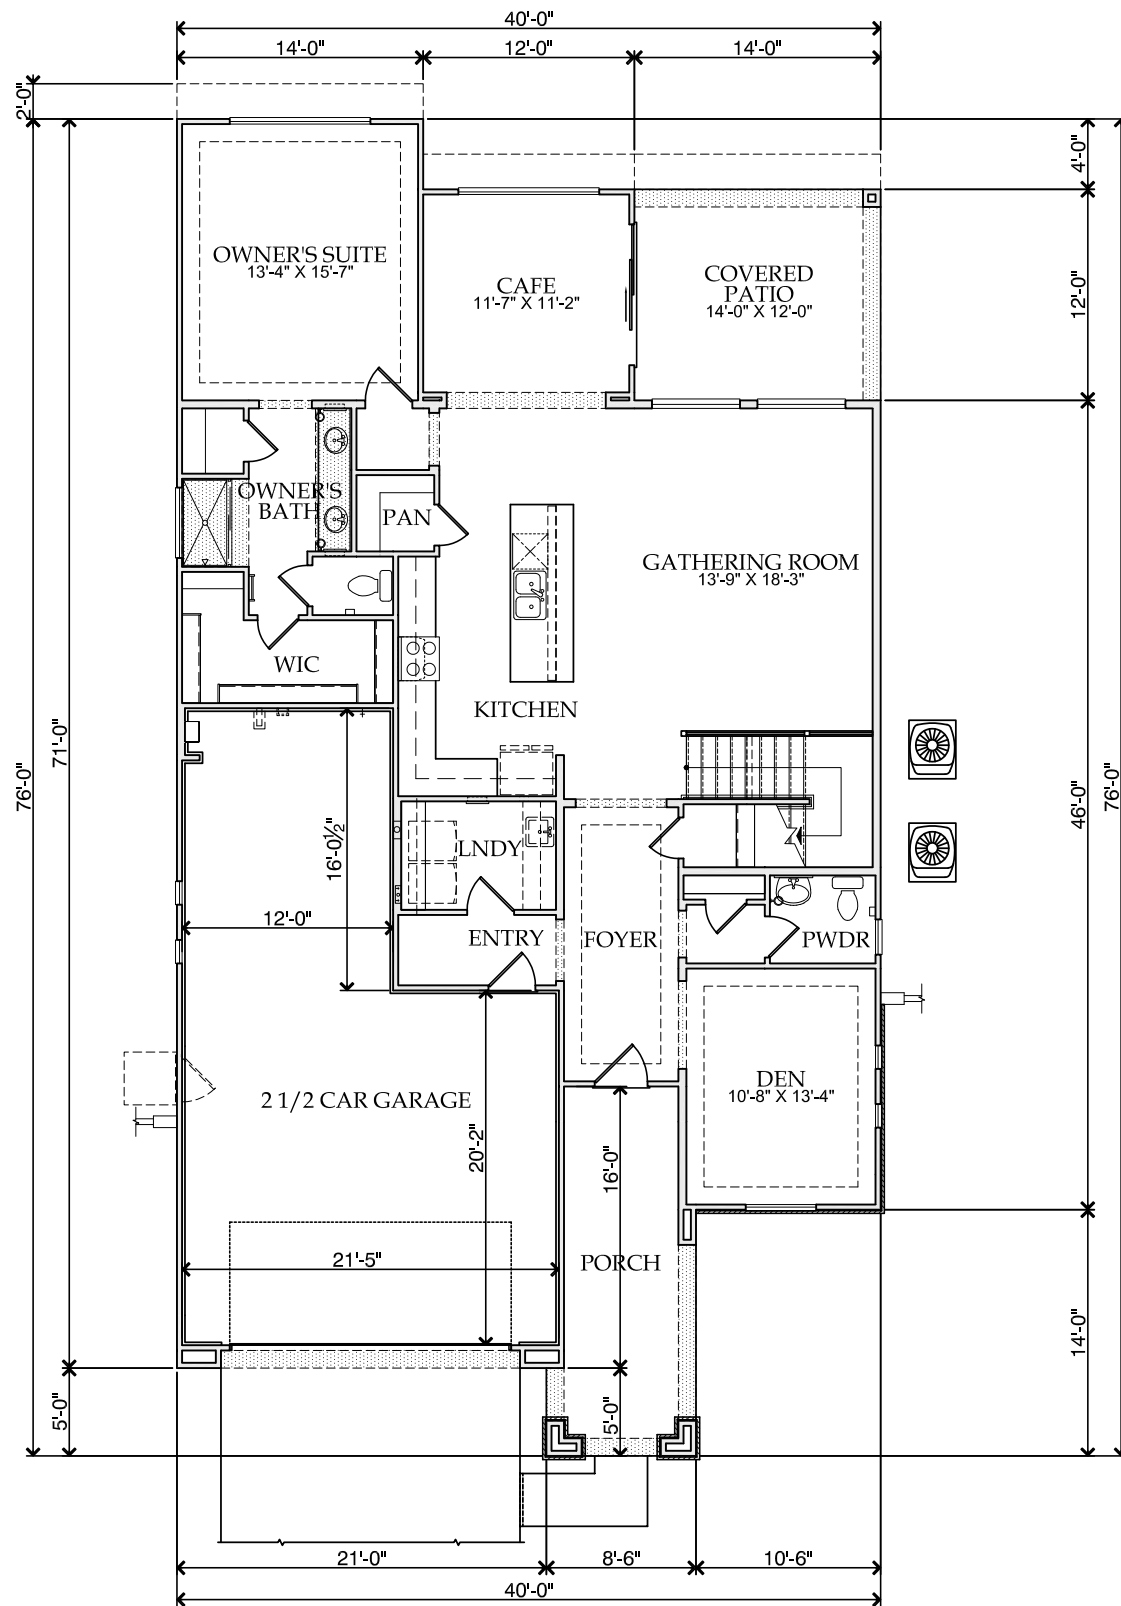 40'-0"
14'-0"
12'-0"
14'-0"
2'-0"
4'-0"
OWNER'S SUITE
13'-4" X 15'-7"
CAFE
11'-7" X 11'-2"
COVERED
PATIO
14'-0" X 12'-0"
12'-0"
OWNER'S
BATH
PAN
GATHERING ROOM
13'-9" X 18'-3"
WIC
KITCHEN
71'-0"
76'-0"
46'-0"
76'-0"
16'-0½"
LNDY
12'-0"
ENTRY
FOYER
PWDR
DEN
10'-8" X 13'-4"
2 1/2 CAR GARAGE
20'-2"
16'-0"
21'-5"
PORCH
14'-0"
5'-0"
5'-0"
21'-0"
8'-6"
10'-6"
40'-0"